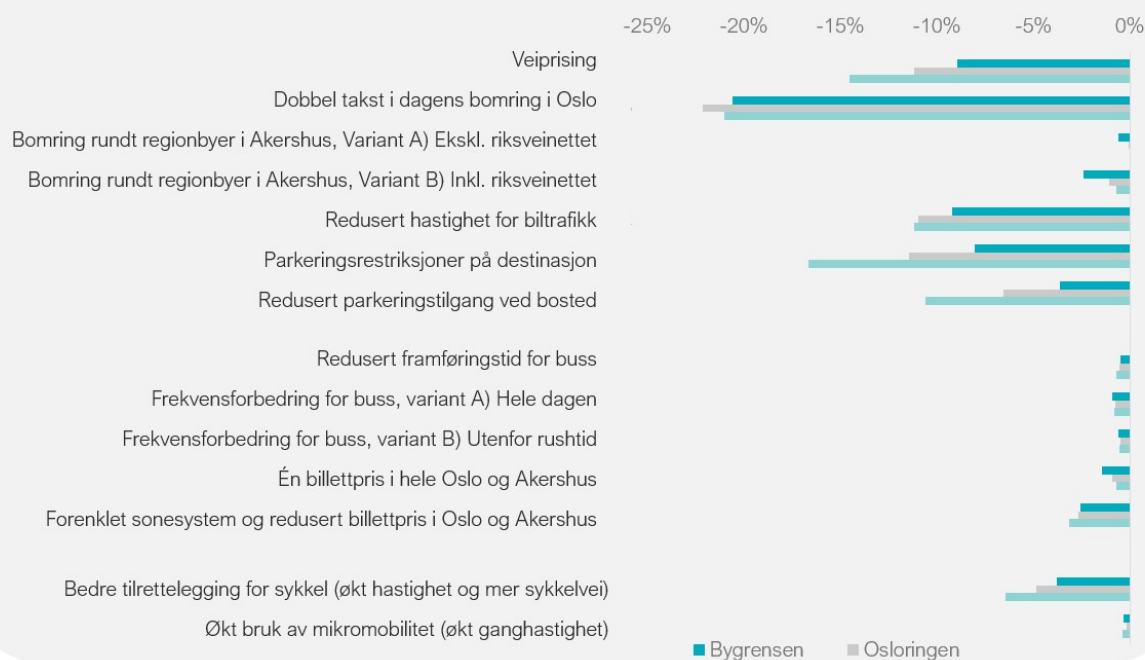 -25% -20% -15% -10% -5% 0%
Veiprising
Dobbel takst i dagens bomring i Oslo
Bomring rundt regionbyer i Akershus, Variant A) Ekskl. riksveinettet
Bomring rundt regionbyer i Akershus, Variant B) Inkl. riksveinettet
Redusert hastighet for biltrafikk
Parkeringsrestriksjoner på destinasjon
Redusert parkeringstilgang ved bosted
Redusert framføringstid for buss
Frekvensforbedring for buss, variant A) Hele dagen
Frekvensforbedring for buss, variant B) Utenfor rushtid
Én billettpris i hele Oslo og Akershus
Forenklet sonesystem og redusert billettpris i Oslo og Akershus
Bedre tilrettelegging for sykkel (økt hastighet og mer sykkelvei)
Økt bruk av mikromobilitet (økt ganghastighet)
Bygrensen Osloringen